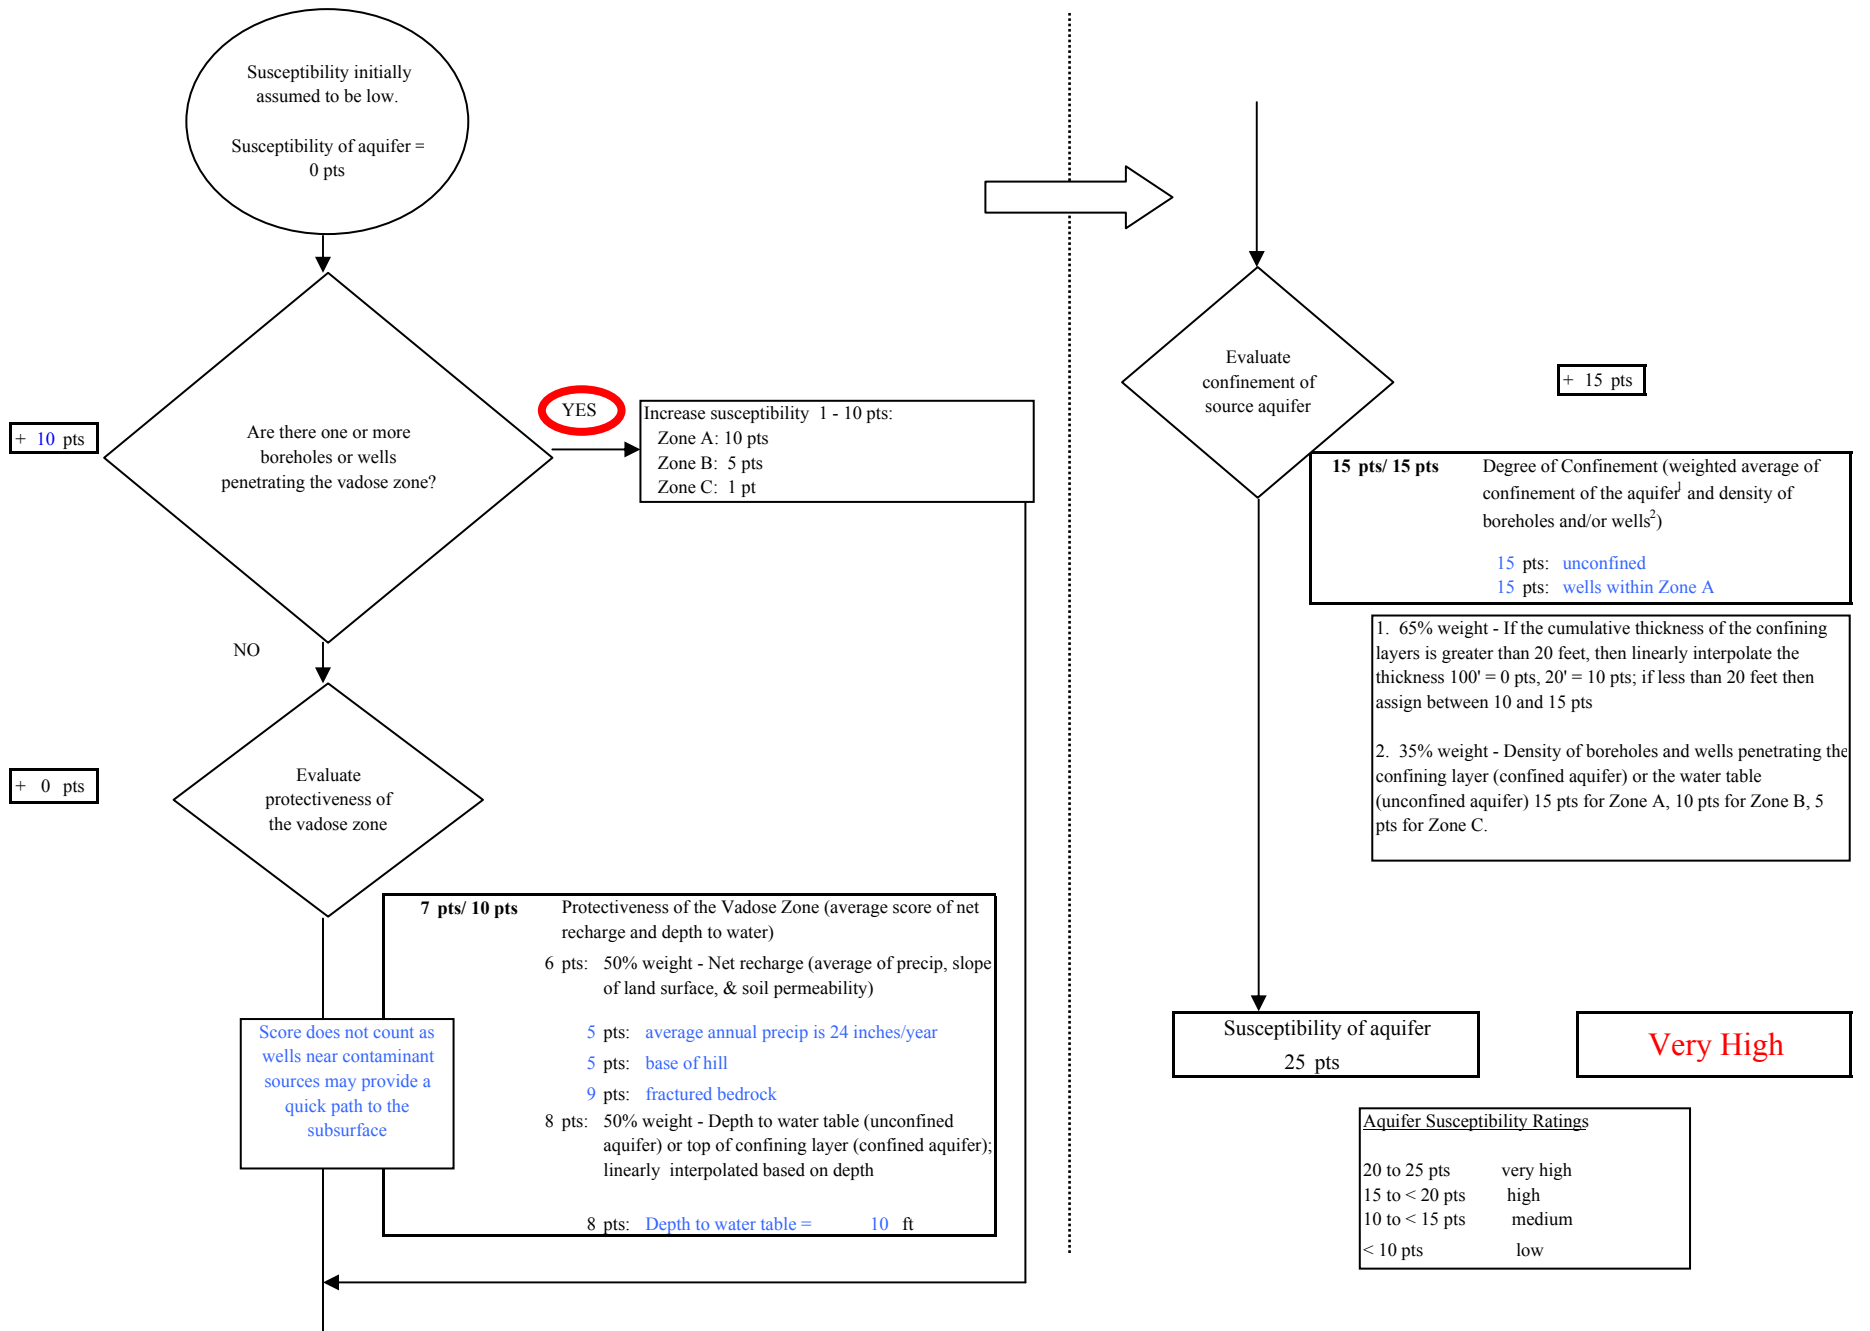 Susceptibility initially
assumed to be low.
Susceptibility of aquifer =
0 pts
+ 10 pts
Are there one or more
boreholes or wells
penetrating the vadose zone?
YES
Increase susceptibility 1 - 10 pts:
Zone A: 10 pts
Zone B: 5 pts
Zone C: 1 pt
NO
+ 0 pts
Evaluate
protectiveness of
the vadose zone
7 pts/ 10 pts Protectiveness of the Vadose Zone (average score of net
recharge and depth to water)
6 pts: 50% weight - Net recharge (average of precip, slope
of land surface, & soil permeability)
5 pts: average annual precip is 24 inches/year
5 pts: base of hill
9 pts: fractured bedrock
8 pts: 50% weight - Depth to water table (unconfined
aquifer) or top of confining layer (confined aquifer);
linearly interpolated based on depth
8 pts: Depth to water table = 10 ft
Score does not count as
wells near contaminant
sources may provide a
quick path to the
subsurface
Evaluate
confinement of
source aquifer
+ 15 pts
15 pts/ 15 pts Degree of Confinement (weighted average of
confinement of the aquifer1 and density of
boreholes and/or wells2)
15 pts: unconfined
15 pts: wells within Zone A
1. 65% weight - If the cumulative thickness of the confining
layers is greater than 20 feet, then linearly interpolate the
thickness 100' = 0 pts, 20' = 10 pts; if less than 20 feet then
assign between 10 and 15 pts
2. 35% weight - Density of boreholes and wells penetrating the
confining layer (confined aquifer) or the water table
(unconfined aquifer) 15 pts for Zone A, 10 pts for Zone B, 5
pts for Zone C.
Susceptibility of aquifer
25 pts
Very High
Aquifer Susceptibility Ratings
20 to 25 pts very high
15 to < 20 pts high
10 to < 15 pts medium
< 10 pts low